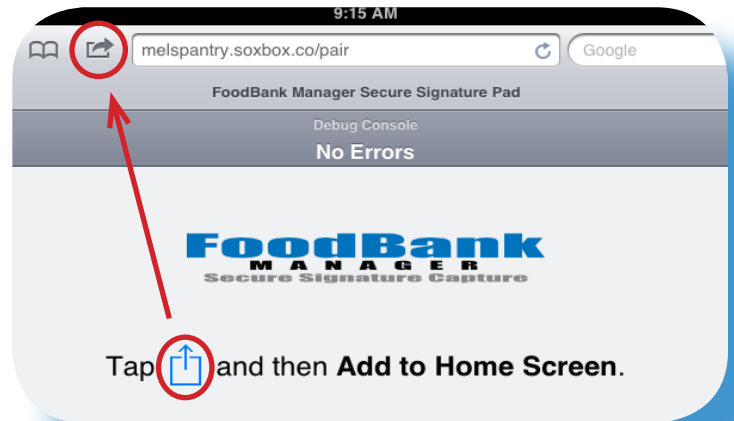 9:15 AM
melspantry.soxbox.co/pair Google
FoodBank Manager Secure Signature Pad
Debug Console
No Errors
FoodBank
MANAGER
Secure Signature Capture
Tap and then Add to Home Screen.